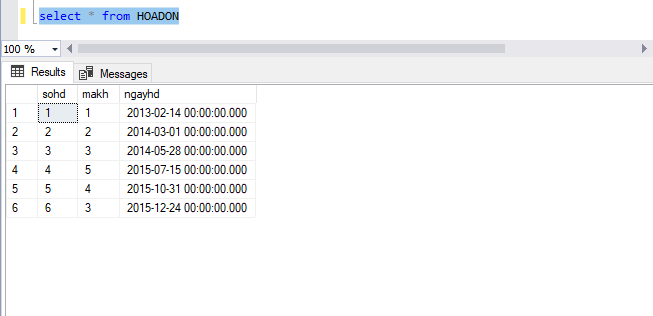 select * from HOADON
100 %
Results Messages
sohd makh ngayhd
1 1 1 2013-02-14 00:00:00.000
2 2 2 2014-03-01 00:00:00.000
3 3 3 2014-05-28 00:00:00.000
4 4 5 2015-07-15 00:00:00.000
5 5 4 2015-10-31 00:00:00.000
6 6 3 2015-12-24 00:00:00.000